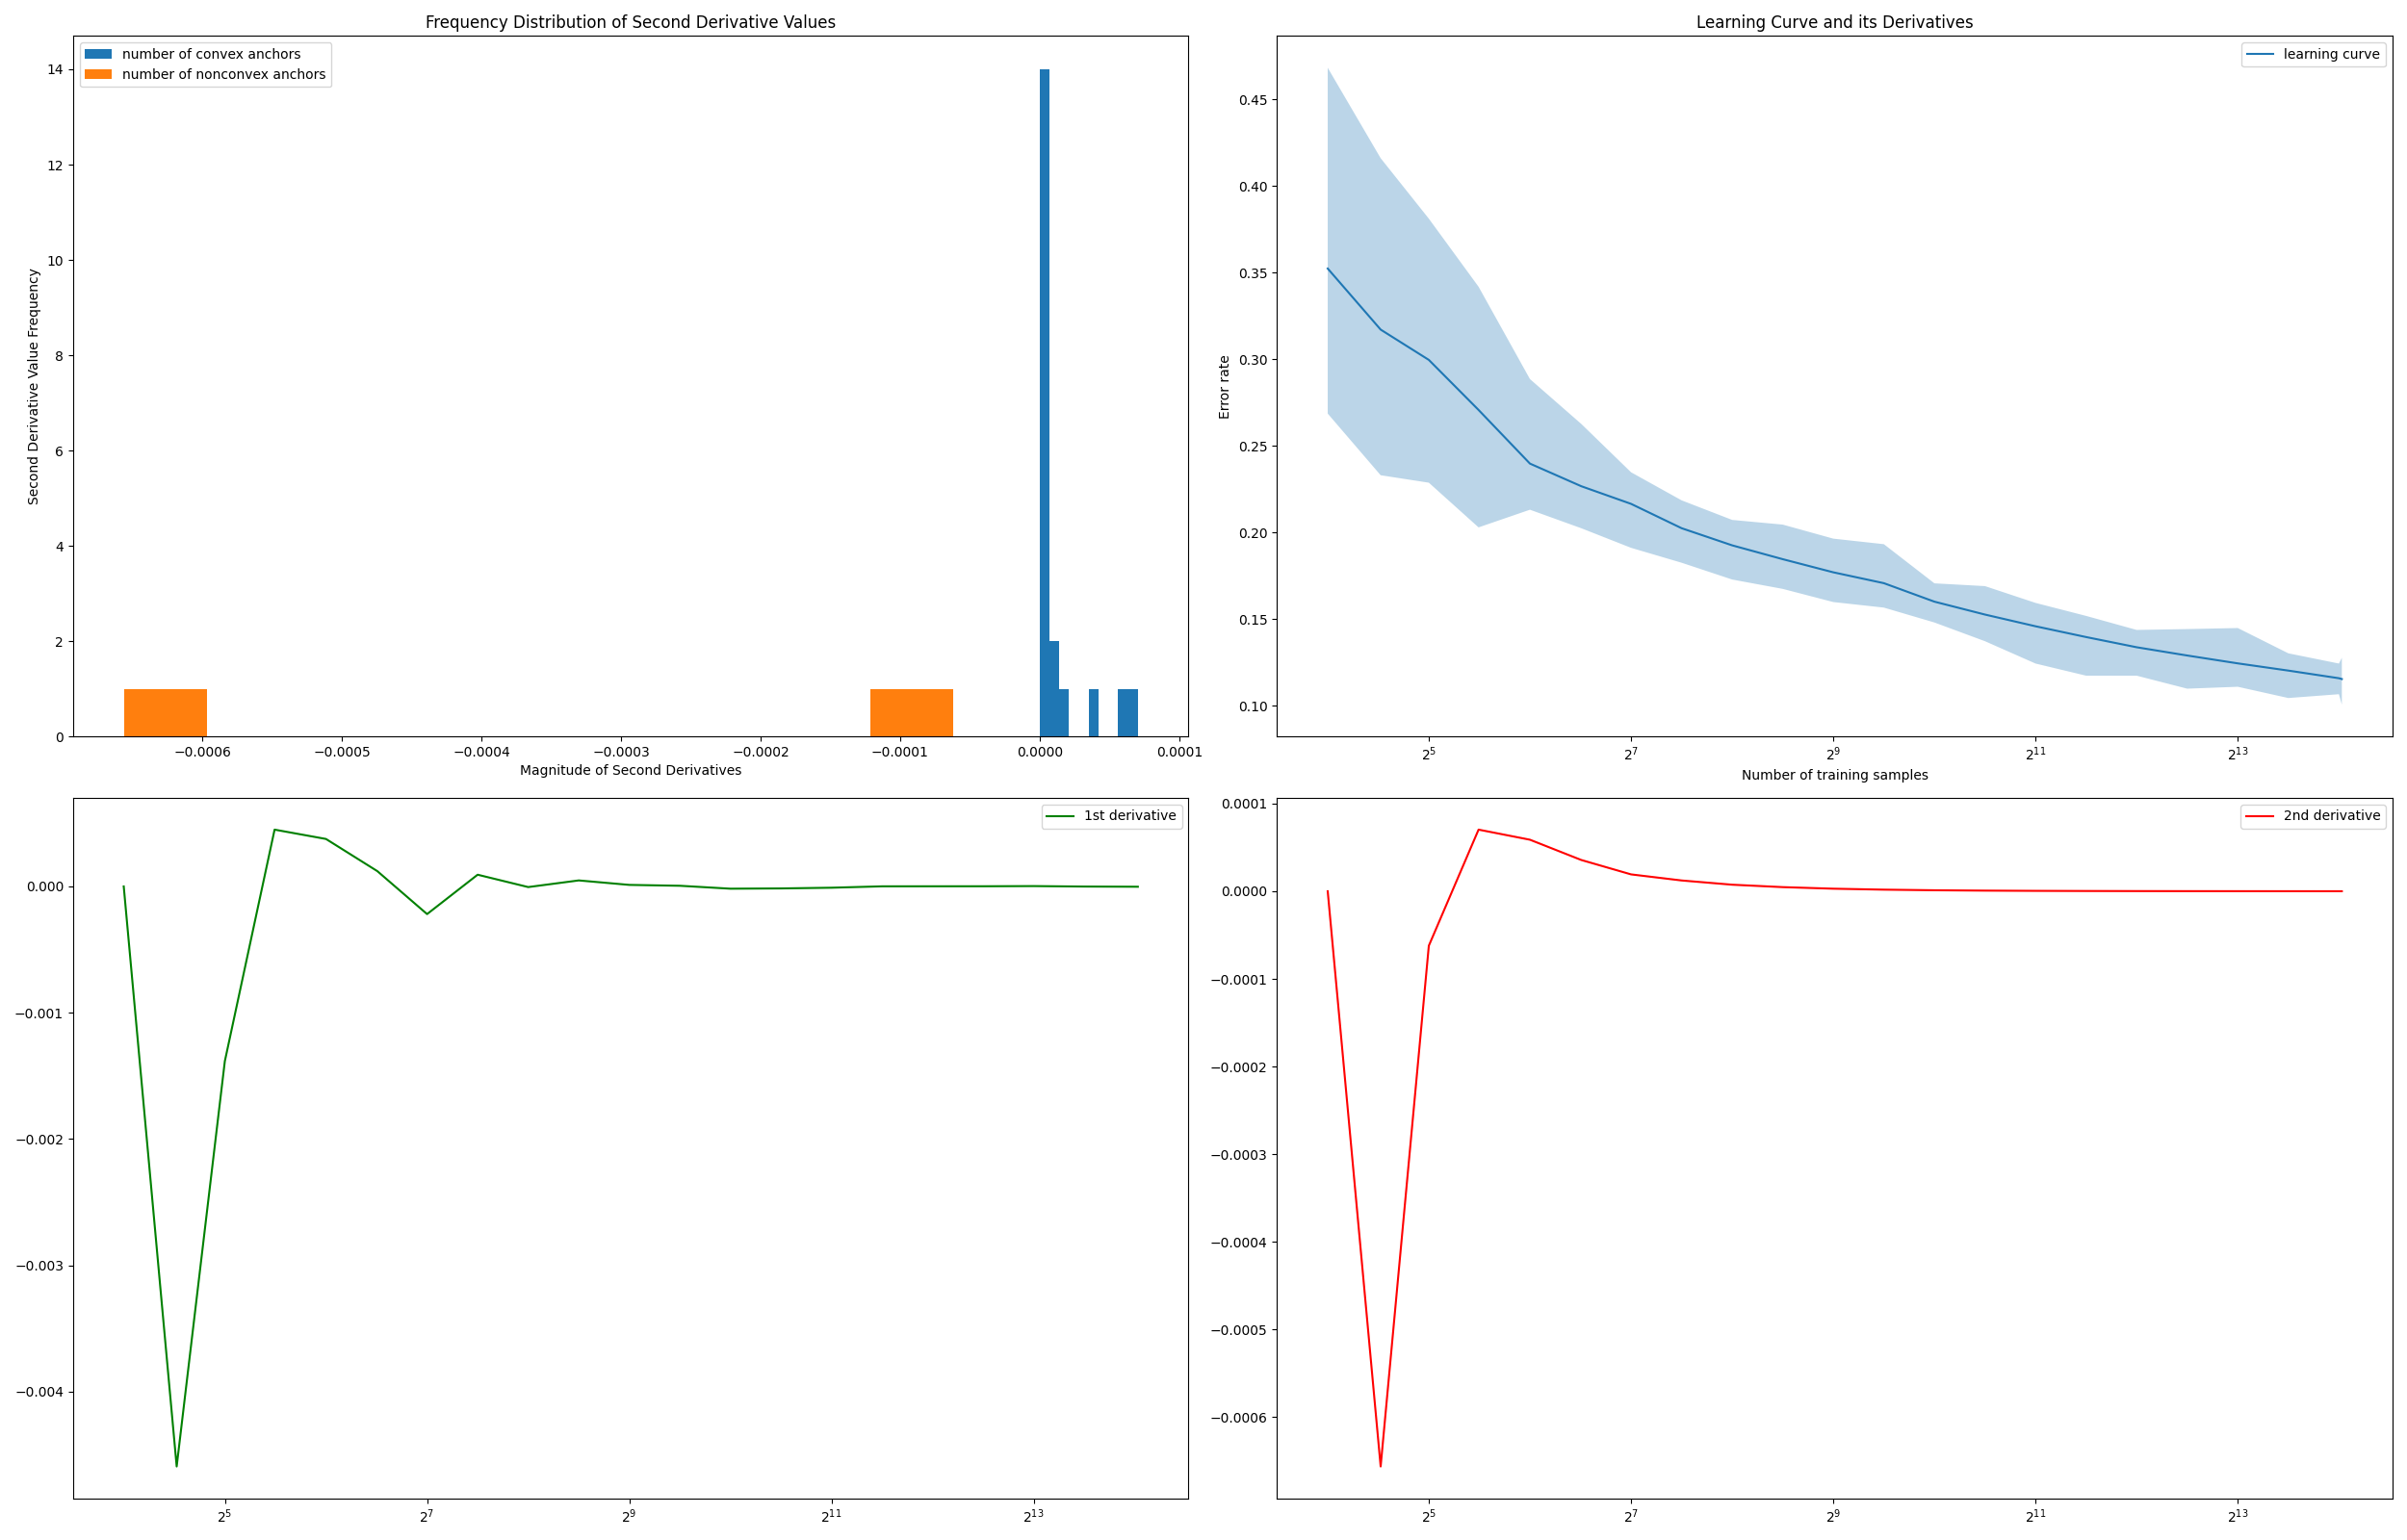 Frequency Distribution of Second Derivative Values
number of convex anchors
number of nonconvex anchors
Second Derivative Value Frequency
14
12
10
8
6
4
2
0
−0.0006 −0.0005 −0.0004 −0.0003 −0.0002 −0.0001 0.0000 0.0001
Magnitude of Second Derivatives
Learning Curve and its Derivatives
learning curve
Error rate
0.45
0.40
0.35
0.30
0.25
0.20
0.15
0.10
2^5 2^7 2^9 2^11 2^13
Number of training samples
1st derivative
0.000
−0.001
−0.002
−0.003
−0.004
2^5 2^7 2^9 2^11 2^13
2nd derivative
0.0001
0.0000
−0.0001
−0.0002
−0.0003
−0.0004
−0.0005
−0.0006
2^5 2^7 2^9 2^11 2^13